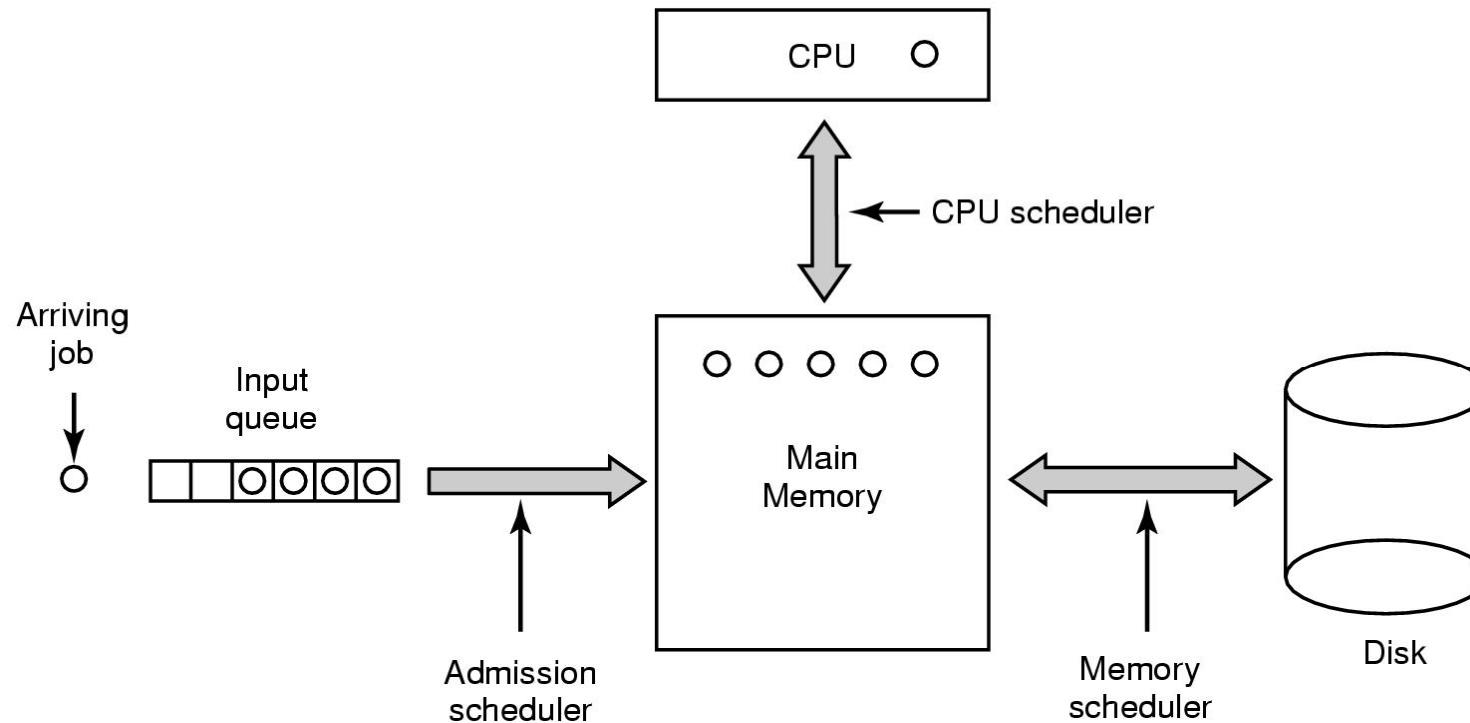 CPU
CPU scheduler
Arriving
job
Input
queue
Main
Memory
Admission
scheduler
Memory
scheduler
Disk